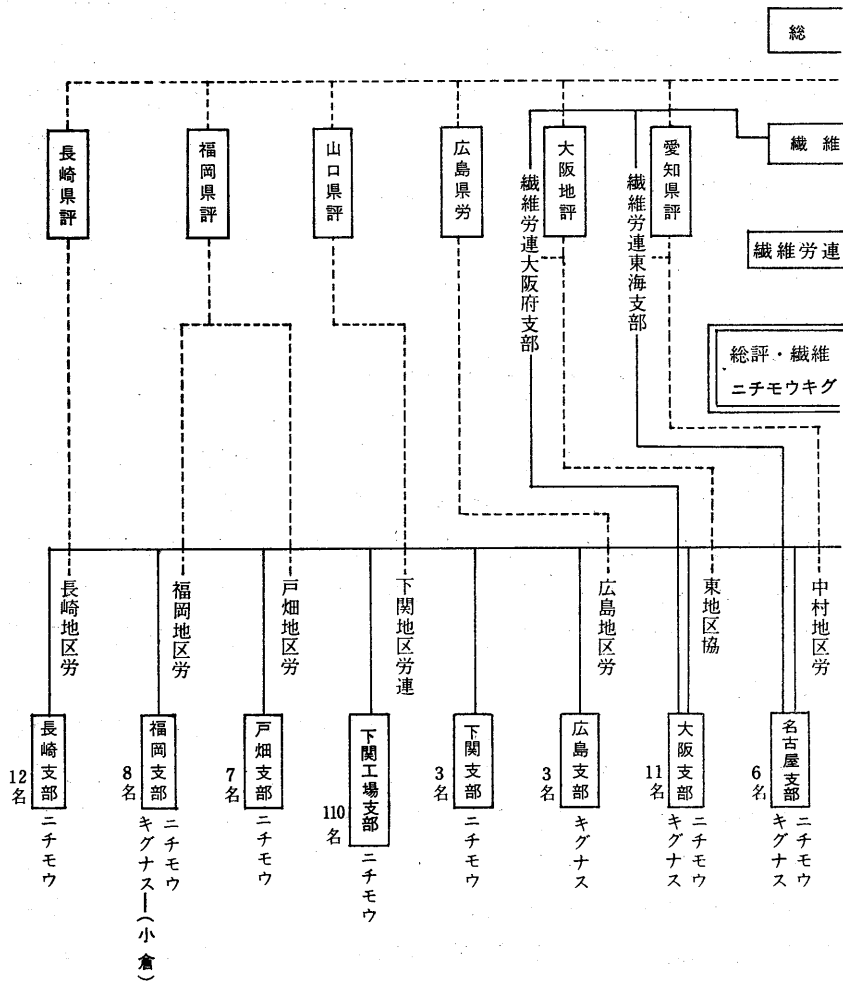 総
繊維
繊維労連
総評・繊維
ニチモウキグ
愛知県評
大阪地評
広島県労
山口県評
福岡県評
長崎県評
繊維労連東海支部
繊維労連大阪府支部
中村地区労
東地区協
広島地区労
下関地区労連
戸畑地区労
福岡地区労
長崎地区労
名古屋支部
6名
ニチモウ
キグナス
大阪支部
11名
ニチモウ
キグナス
広島支部
3名
キグナス
下関支部
3名
ニチモウ
下関工場支部
110名
ニチモウ
戸畑支部
7名
ニチモウ
福岡支部
8名
ニチモウ
キグナス―(小倉)
長崎支部
12名
ニチモウ